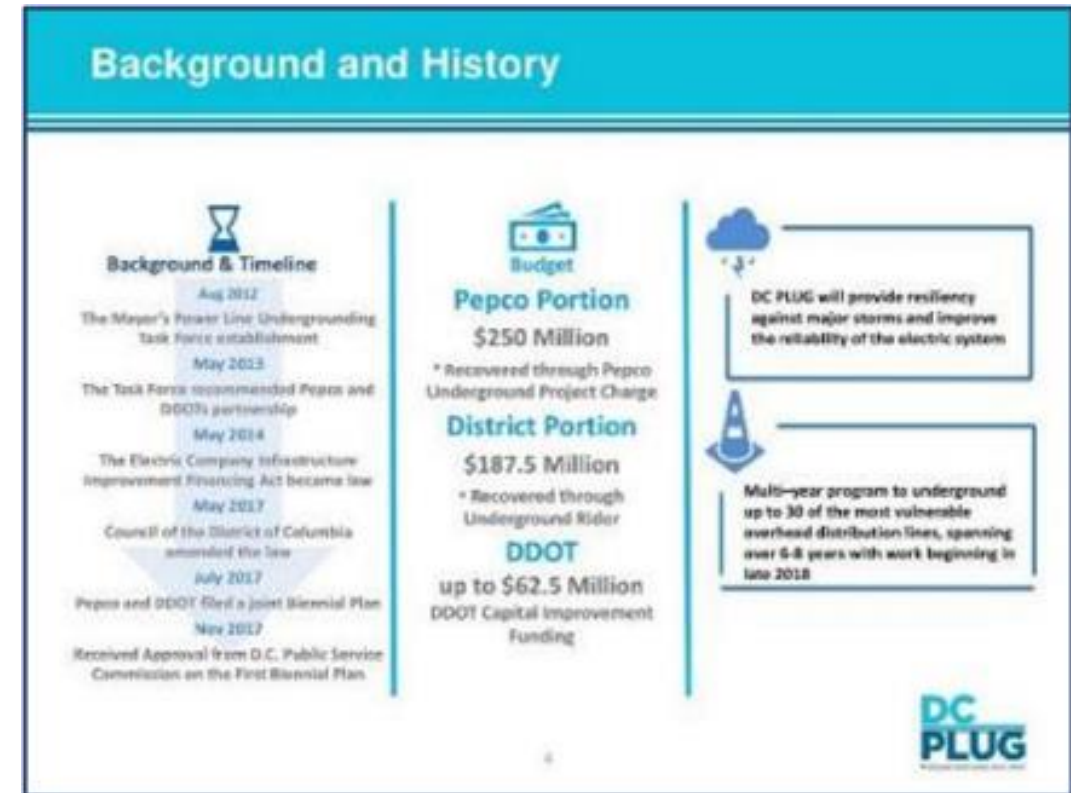 Background and History
Background & Timeline
Aug 2012
The Mayor's Power Line Undergrounding
Task Force establishment
May 2013
The Task Force recommended Pepco and
DDOTs partnership
May 2014
The Electric Company Infrastructure
Improvement Financing Act became law
May 2017
Council of the District of Columbia
amended the law
July 2017
Pepco and DDOT filed a joint Biennial Plan
Nov 2017
Received Approval from D.C. Public Service
Commission on the First Biennial Plan
Budget
Pepco Portion
$250 Million
* Recovered through Pepco
Underground Project Charge
District Portion
$187.5 Million
* Recovered through
Underground Rider
DDOT
up to $62.5 Million
DDOT Capital Improvement
Funding
DC PLUG will provide resiliency
against major storms and improve
the reliability of the electric system
Multi-year program to underground
up to 30 of the most vulnerable
overhead distribution lines, spanning
over 6-8 years with work beginning in
late 2018
DC
PLUG